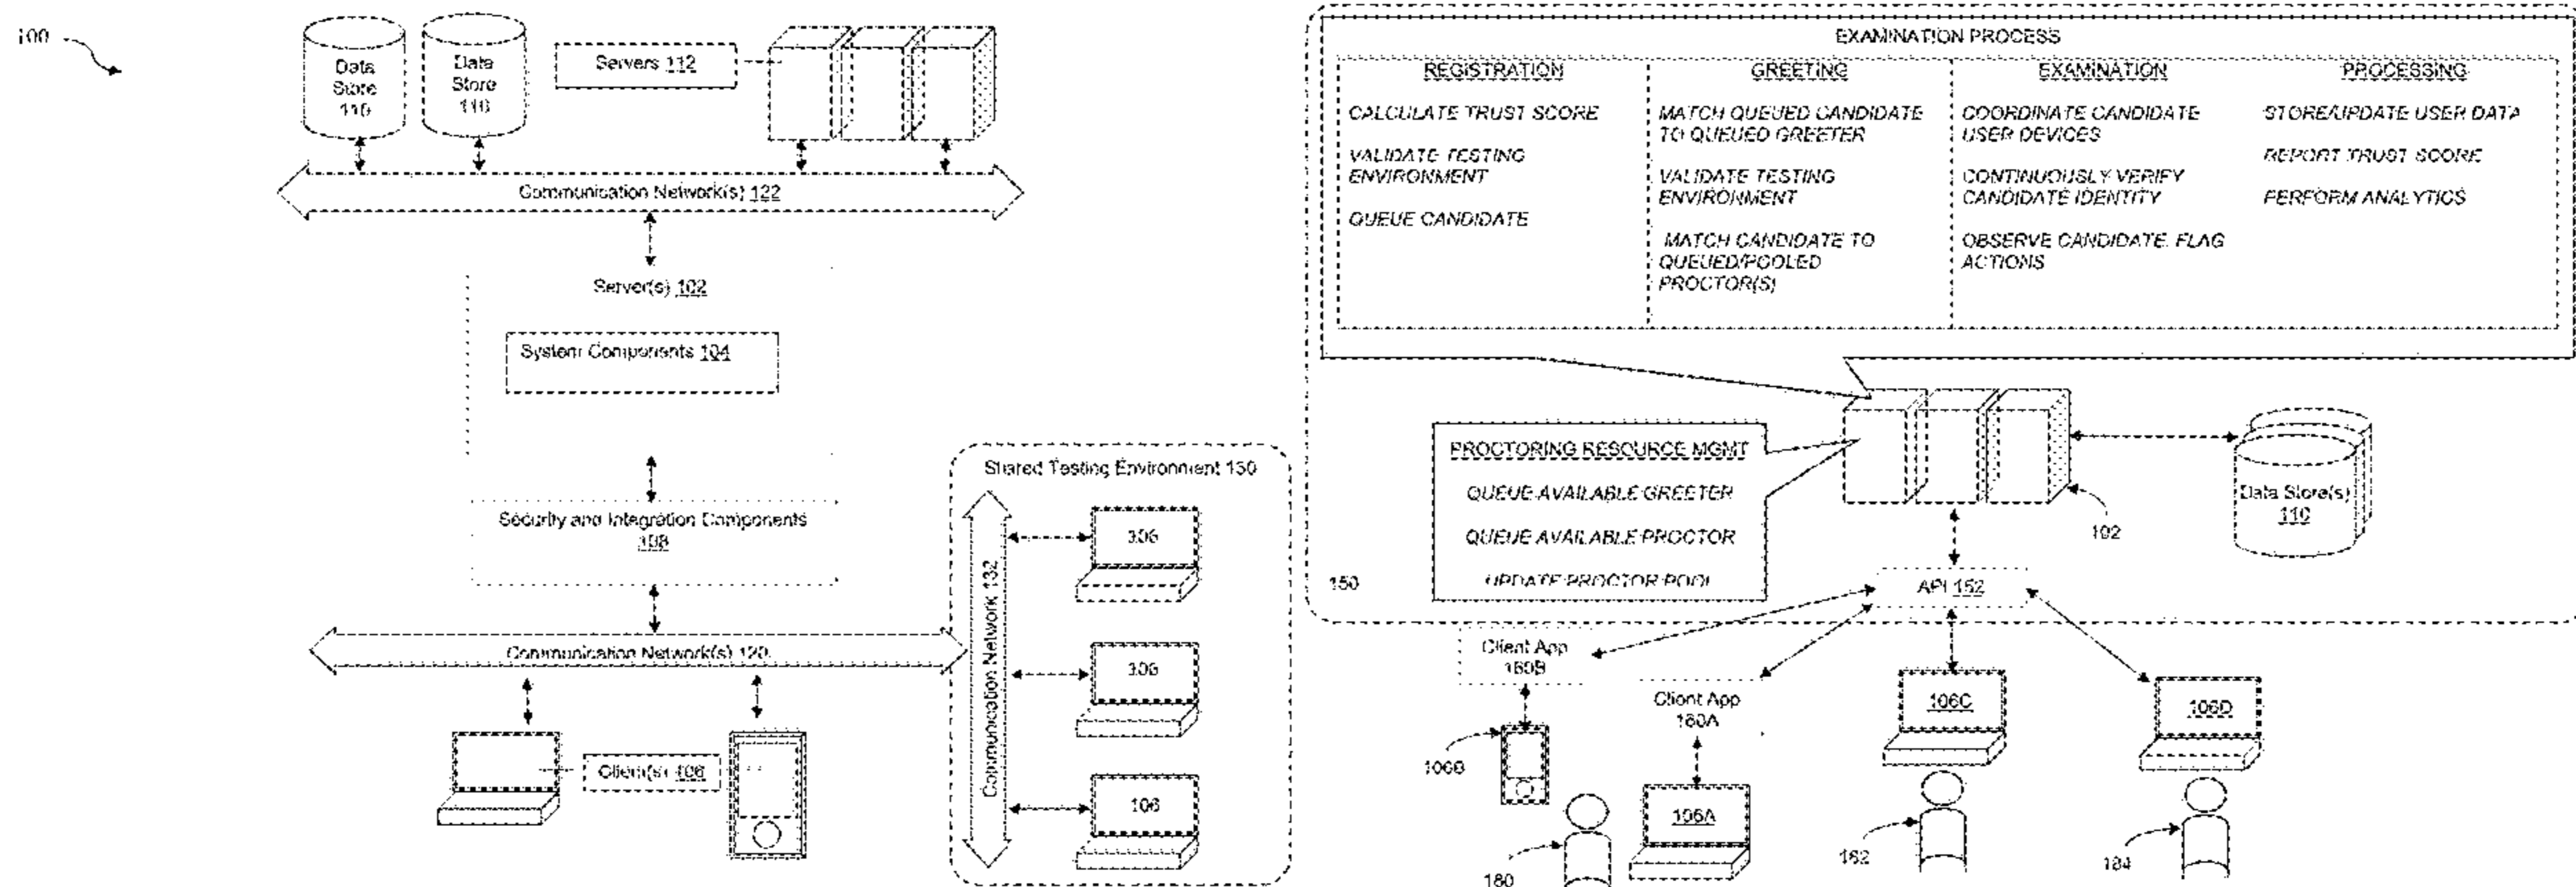 100
Data
Store
110
Data
Store
110
Servers 112
Communication Network(s) 122
Server(s) 102
System Components 104
Security and Integration Components
108
Communication Network(s) 120
Client(s) 106
Shared Testing Environment 130
Communication Network 132
106
106
106
EXAMINATION PROCESS
REGISTRATION
CALCULATE TRUST SCORE
VALIDATE TESTING
ENVIRONMENT
QUEUE CANDIDATE
GREETING
MATCH QUEUED CANDIDATE
TO QUEUED GREETER
VALIDATE TESTING
ENVIRONMENT
MATCH CANDIDATE TO
QUEUED/POOLED
PROCTOR(S)
EXAMINATION
COORDINATE CANDIDATE
USER DEVICES
CONTINUOUSLY VERIFY
CANDIDATE IDENTITY
OBSERVE CANDIDATE, FLAG
ACTIONS
PROCESSING
STORE/UPDATE USER DATA
REPORT TRUST SCORE
PERFORM ANALYTICS
PROCTORING RESOURCE MGMT
QUEUE AVAILABLE GREETER
QUEUE AVAILABLE PROCTOR
UPDATE PROCTOR POOL
102
Data Store(s)
110
150
API 152
Client App
160B
Client App
160A
106B
106A
106C
106D
180
182
184